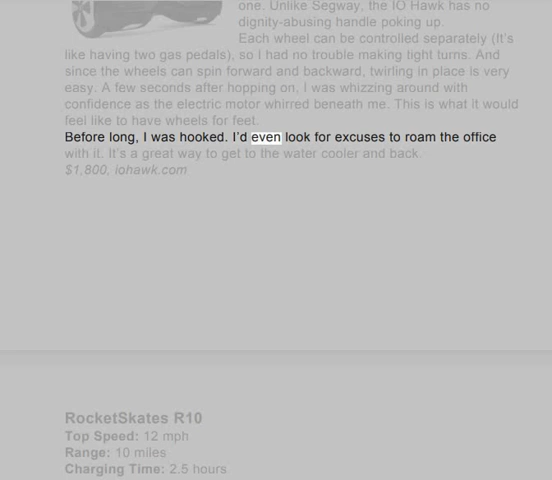 one. Unlike Segway, the IO Hawk has no
dignity-abusing handle poking up.
Each wheel can be controlled separately (It's
like having two gas pedals), so I had no trouble making tight turns. And
since the wheels can spin forward and backward, twirling in place is very
easy. A few seconds after hopping on, I was whizzing around with
confidence as the electric motor whirred beneath me. This is what it would
feel like to have wheels for feet.
Before long, I was hooked. I'd even look for excuses to roam the office
with it. It's a great way to get to the water cooler and back.
$1,800, iohawk.com
RocketSkates R10
Top Speed: 12 mph
Range: 10 miles
Charging Time: 2.5 hours